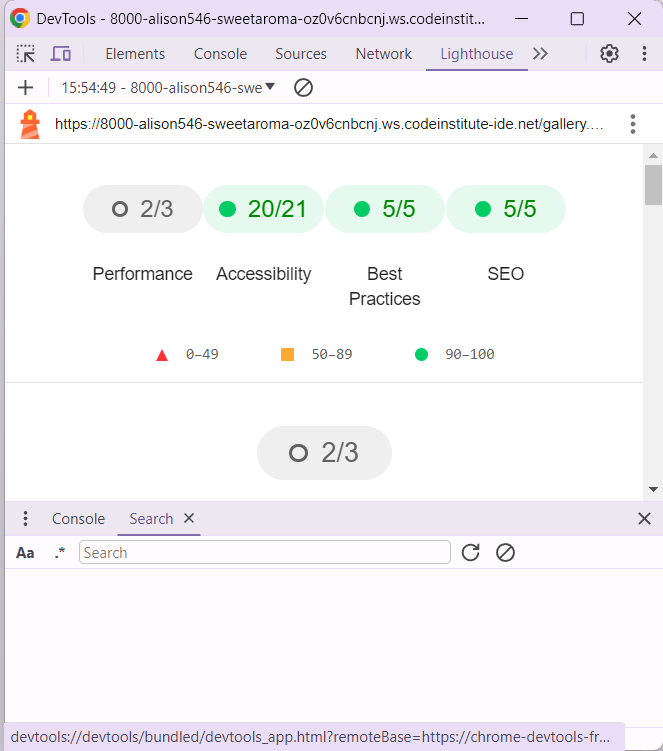 DevTools - 8000-alison546-sweetaroma-oz0v6cnbcnj.ws.codeinstit...
Elements Console Sources Network Lighthouse
15:54:49 - 8000-alison546-swe
https://8000-alison546-sweetaroma-oz0v6cnbcnj.ws.codeinstitute-ide.net/gallery....
2/3 20/21 5/5 5/5
Performance Accessibility Best SEO
Practices
0–49 50–89 90–100
2/3
Console Search
Aa .* Search
devtools://devtools/bundled/devtools_app.html?remoteBase=https://chrome-devtools-fr...